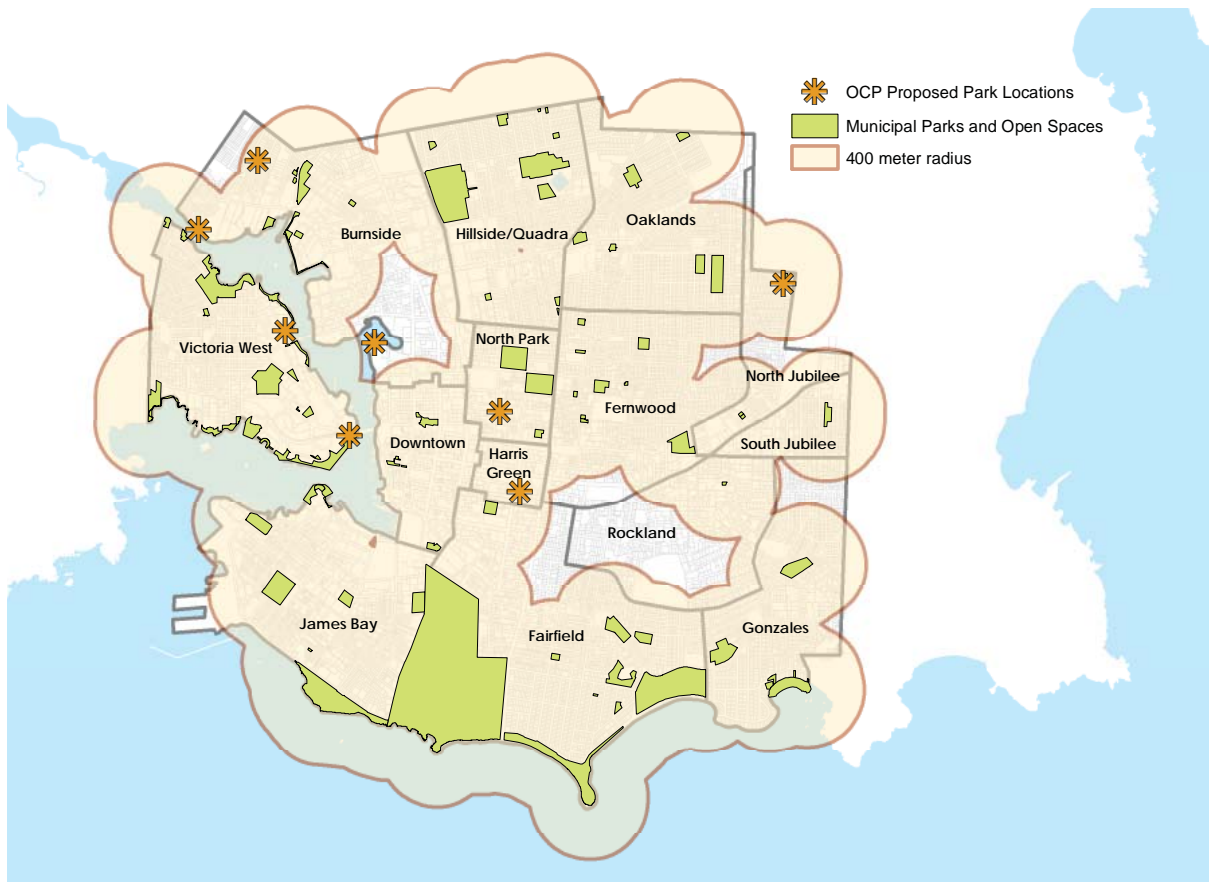 OCP Proposed Park Locations
Municipal Parks and Open Spaces
400 meter radius
Oaklands
Burnside
Hillside/Quadra
North Park
Victoria West
North Jubilee
Fernwood
Downtown
South Jubilee
Harris
Green
Rockland
James Bay
Fairfield
Gonzales